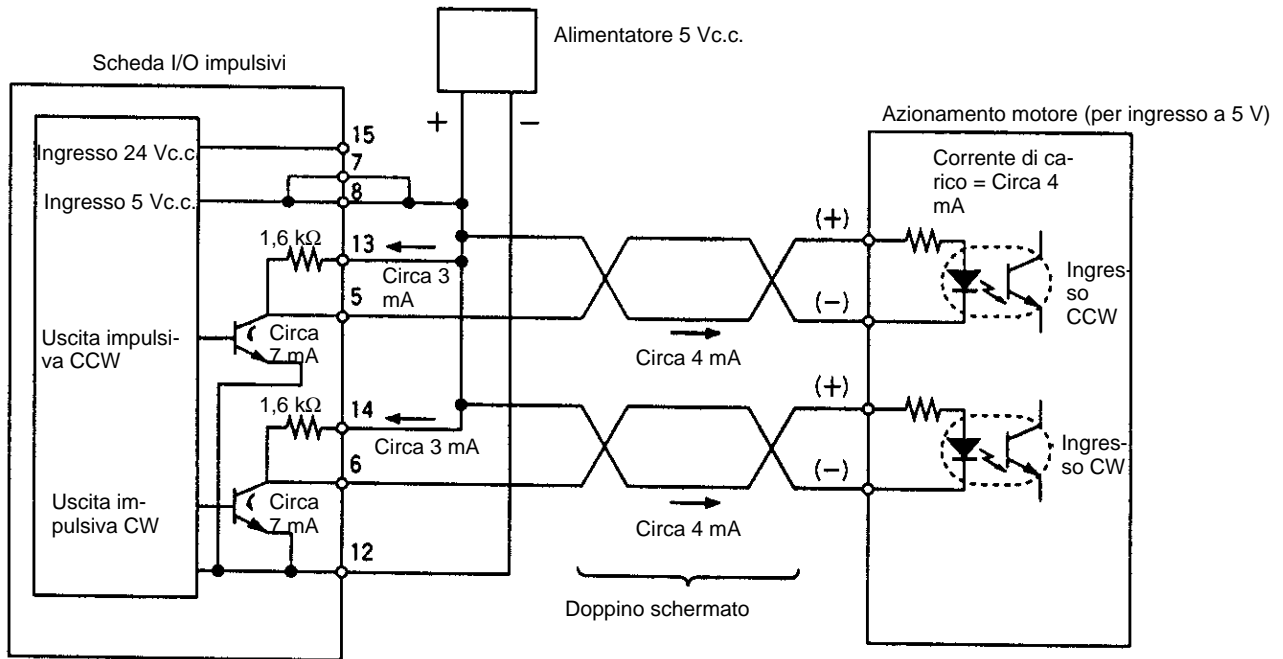 Alimentatore 5 Vc.c.
Scheda I/O impulsivi
+
−
Azionamento motore (per ingresso a 5 V)
15
Ingresso 24 Vc.c.
7
Corrente di ca-
rico = Circa 4
mA
Ingresso 5 Vc.c.
8
1,6 kΩ
13
Circa 3
mA
(+)
Ingres-
so
CCW
5
(−)
Uscita impulsi-
va CCW
Circa
7 mA
Circa 4 mA
1,6 kΩ
14
Circa 3 mA
(+)
Ingres-
so CW
6
(−)
Uscita im-
pulsiva CW
Circa
7 mA
Circa 4 mA
12
Doppino schermato